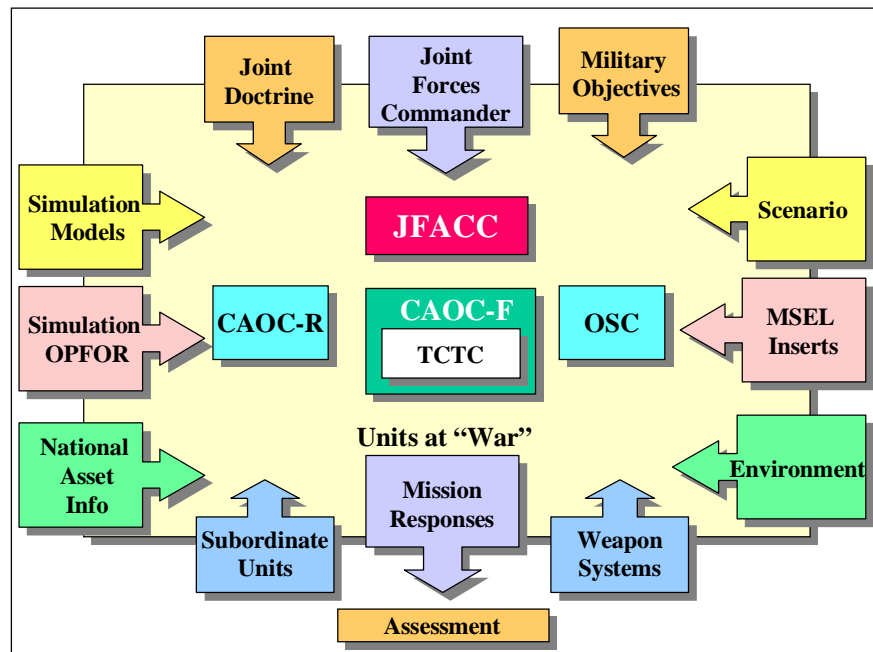 Joint
Doctrine
Joint
Forces
Commander
Military
Objectives
Simulation
Models
JFACC
Scenario
Simulation
OPFOR
CAOC-R
CAOC-F
TCTC
OSC
MSEL
Inserts
National
Asset
Info
Units at “War”
Mission
Responses
Environment
Subordinate
Units
Weapon
Systems
Assessment